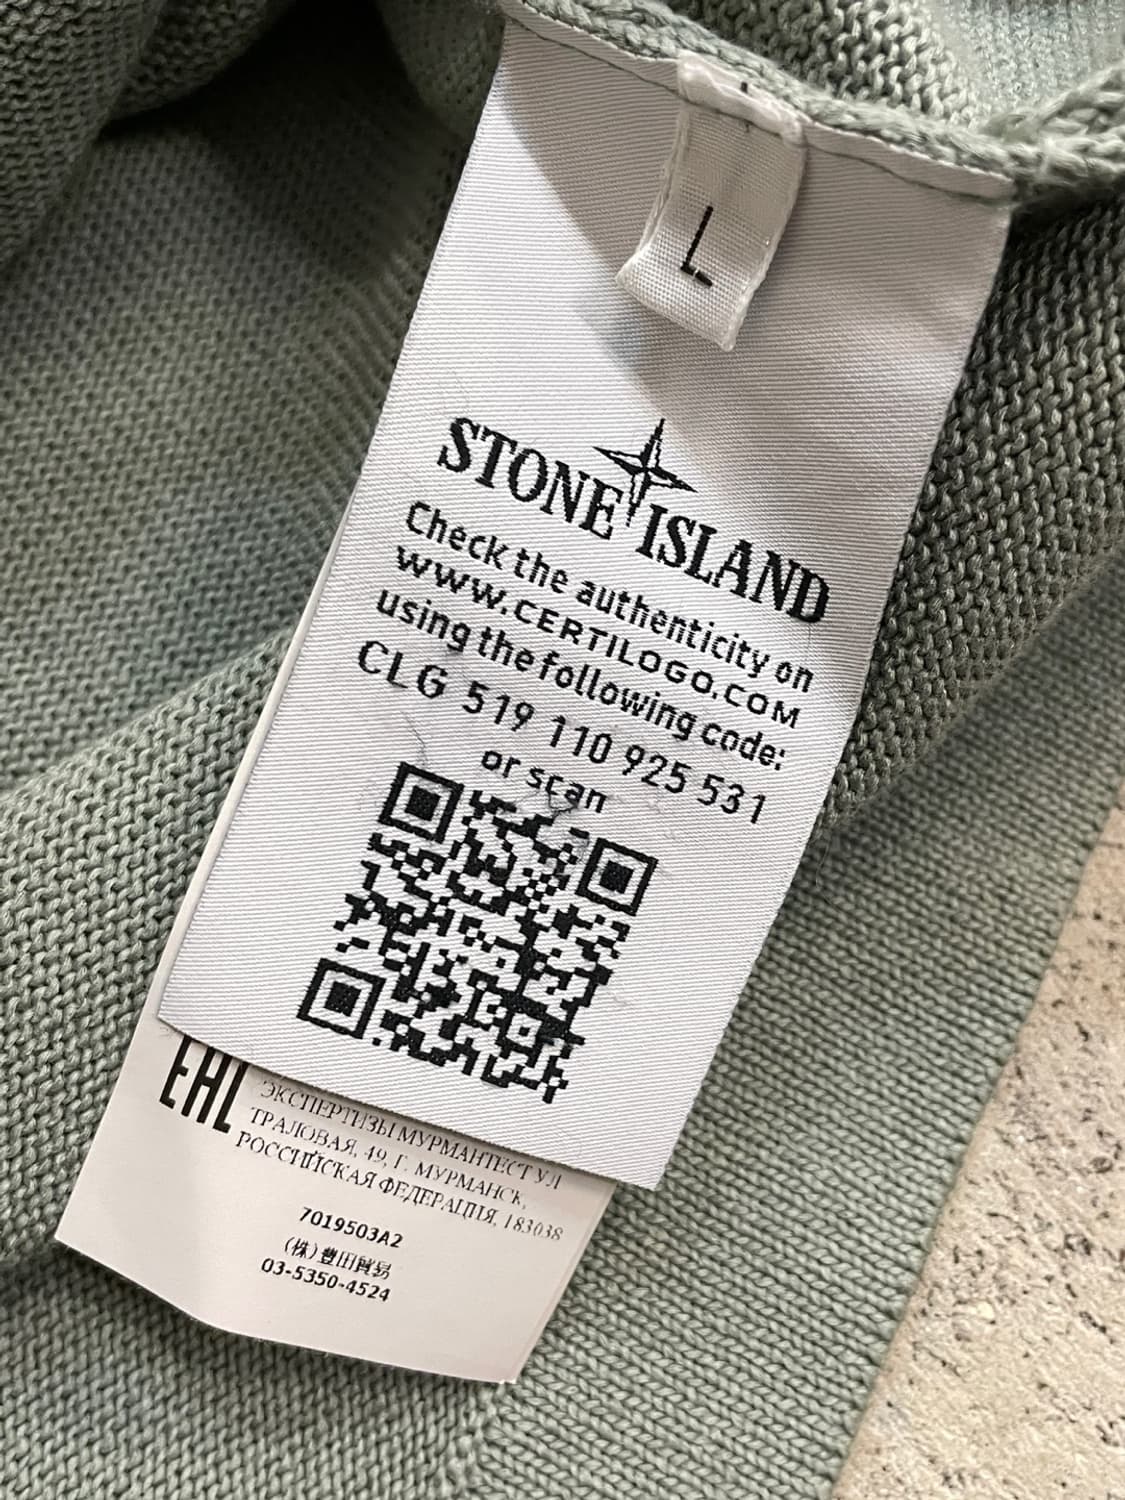 L
STONE ISLAND
Check the authenticity on
WWW.CERTILOGO.COM
using the following code:
CLG 519 110 925 531
or scan
EAC
ЭКСПЕРТИЗЫ МУРМАНТЕСТ УЛ
ТРАЛОВАЯ, 49, Г. МУРМАНСК,
РОССИЙСКАЯ ФЕДЕРАЦИЯ, 183038
7019503A2
(株)豊田貿易
03-5350-4524